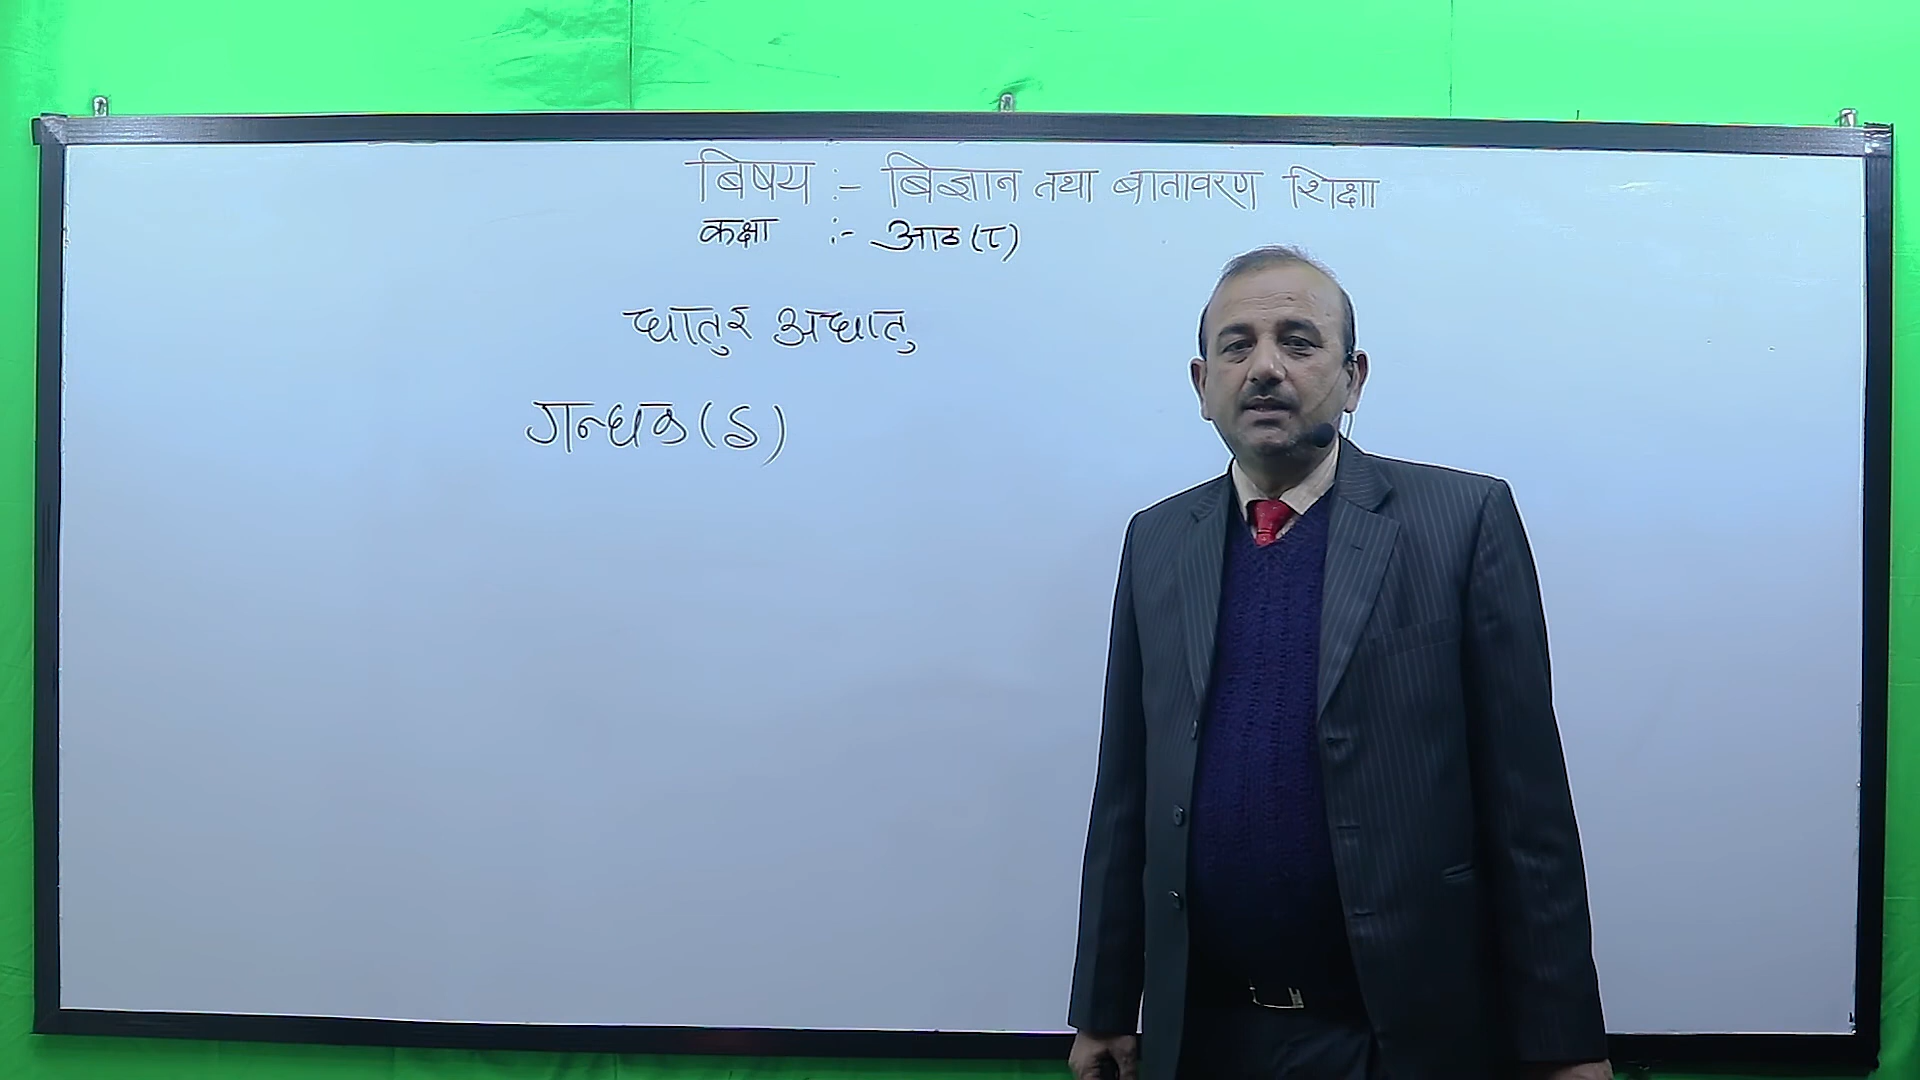 बिषय :- बिज्ञान तथा बातावरण शिक्षा
कक्षा :- आठ (८)
धातु र अधातु
गन्धक (S)